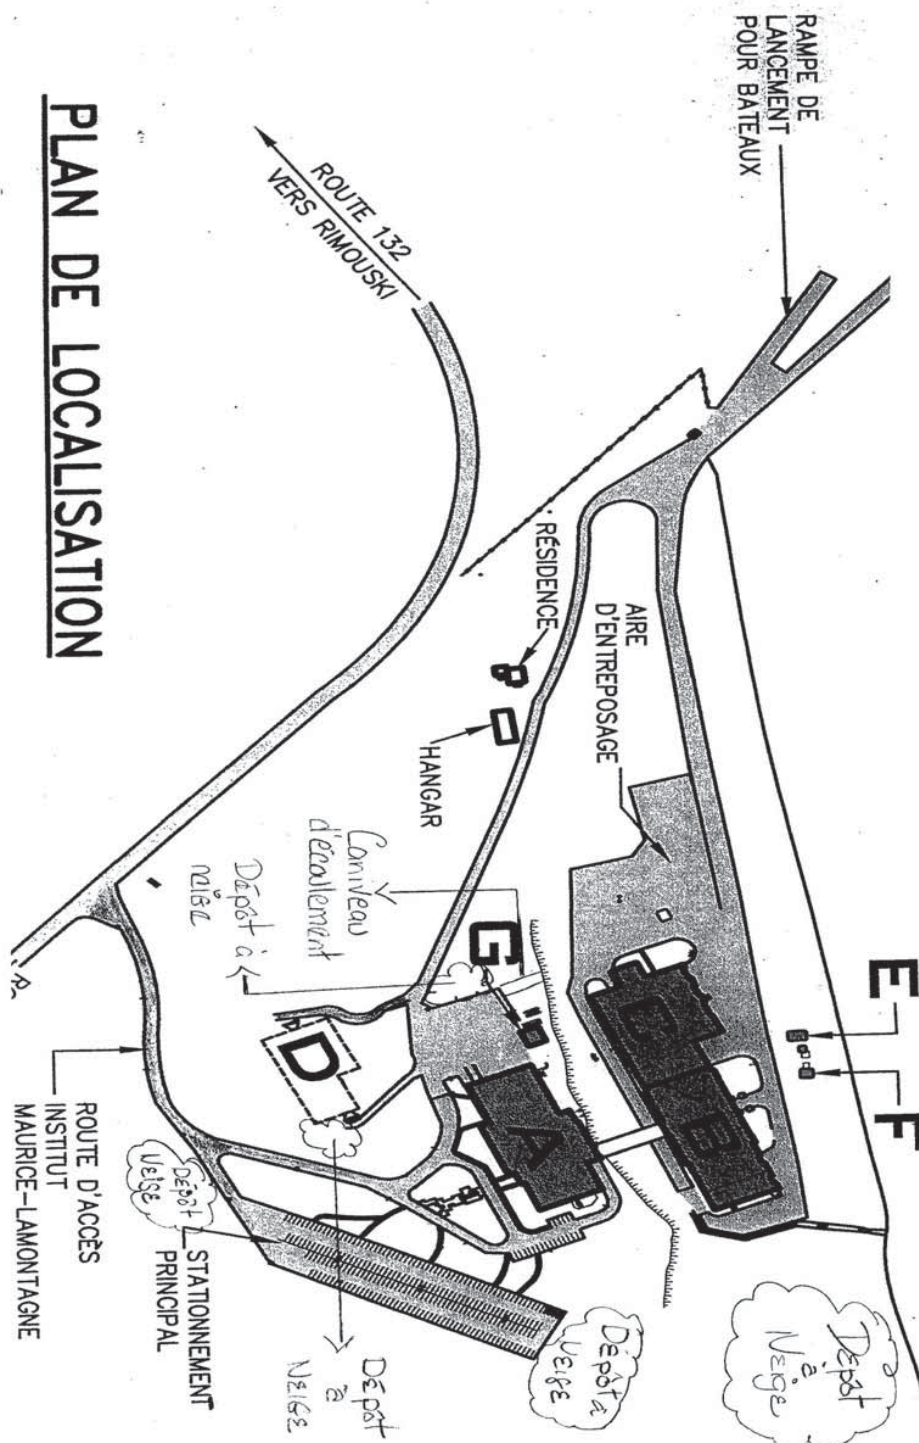 RAMPE DE
LANCEMENT
POUR BATEAUX
E
F
Dépôt
à
Neige
AIRE
D'ENTREPOSAGE
C
B
RÉSIDENCE
HANGAR
G
A
Dépôt à
Neige
Caniveau
d'écoullement
Dépôt à
neige
ROUTE 132
VERS RIMOUSKI
D
Dépôt
à
NEIGE
DÉPÔT
Neige
STATIONNEMENT
PRINCIPAL
ROUTE D'ACCÈS
INSTITUT
MAURICE-LAMONTAGNE
PLAN DE LOCALISATION